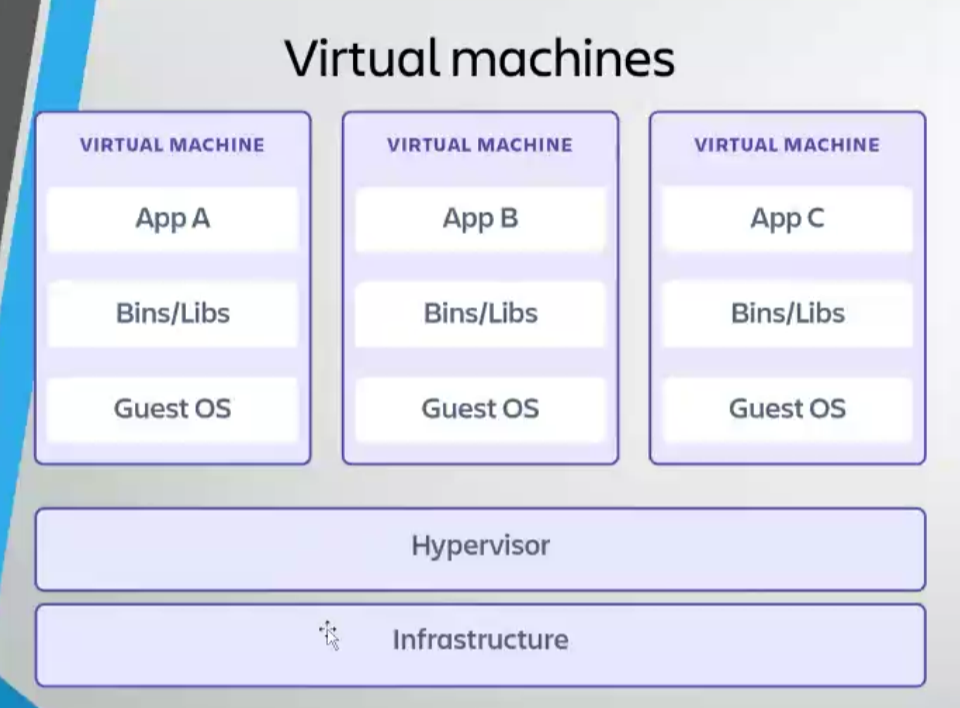 Virtual machines
VIRTUAL MACHINE
App A
Bins/Libs
Guest OS
VIRTUAL MACHINE
App B
Bins/Libs
Guest OS
VIRTUAL MACHINE
App C
Bins/Libs
Guest OS
Hypervisor
Infrastructure